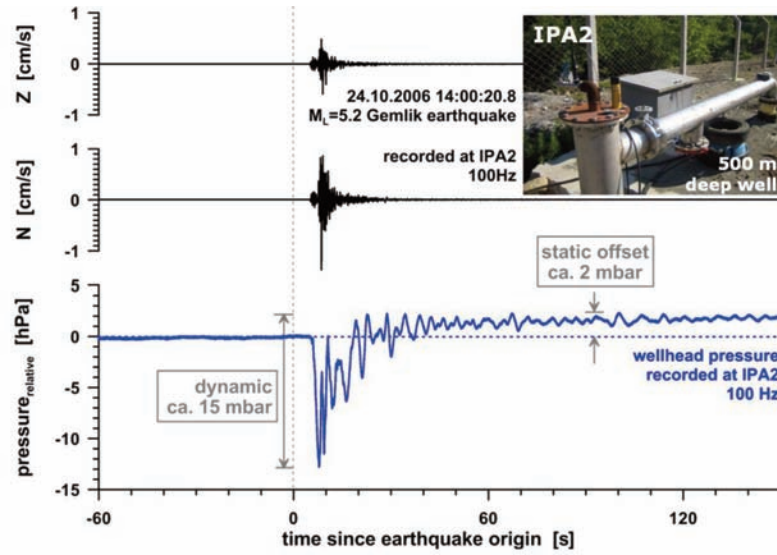 1
0
-1
Z [cm/s]
24.10.2006 14:00:20.8
M_L=5.2 Gemlik earthquake
IPA2
500 m
deep well
1
0
-1
N [cm/s]
recorded at IPA2
100Hz
static offset
ca. 2 mbar
5
0
-5
-10
-15
pressure_relative [hPa]
dynamic
ca. 15 mbar
wellhead pressure
recorded at IPA2
100 Hz
-60 0 60 120
time since earthquake origin [s]